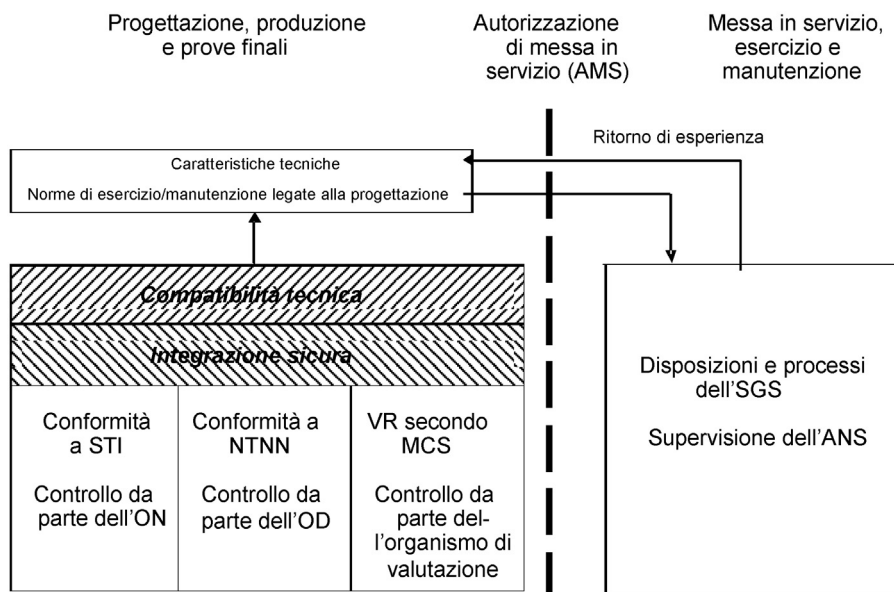 Progettazione, produzione
e prove finali
Autorizzazione
di messa in
servizio (AMS)
Messa in servizio,
esercizio e
manutenzione
Ritorno di esperienza
Caratteristiche tecniche
Norme di esercizio/manutenzione legate alla progettazione
Compatibilità tecnica
Integrazione sicura
Conformità
a STI
Controllo da
parte dell'ON
Conformità a
NTNN
Controllo da
parte dell'OD
VR secondo
MCS
Controllo da
parte del-
l'organismo di
valutazione
Disposizioni e processi
dell'SGS
Supervisione dell'ANS